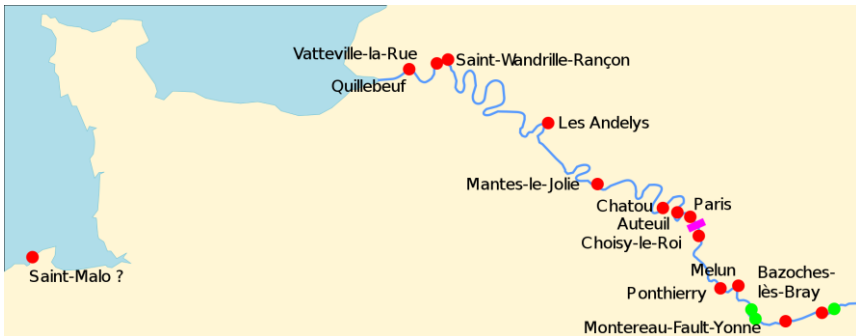 Vatteville-la-Rue
Saint-Wandrille-Rançon
Quillebeuf
Les Andelys
Mantes-le-Jolie
Chatou
Paris
Auteuil
Choisy-le-Roi
Saint-Malo ?
Melun
Bazoches-
lès-Bray
Ponthierry
Montereau-Fault-Yonne